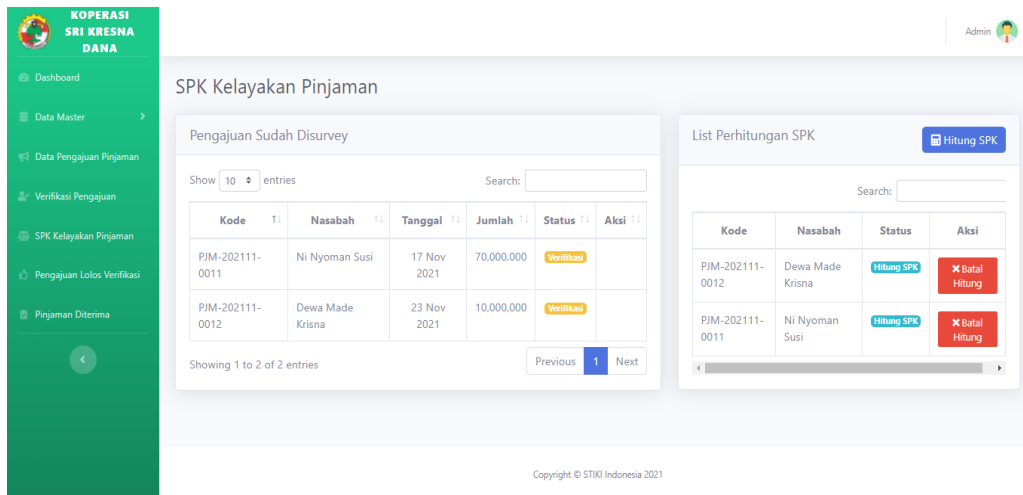 KOPERASI
SRI KRESNA
DANA
Admin
Dashboard
Data Master
Data Pengajuan Pinjaman
Verifikasi Pengajuan
SPK Kelayakan Pinjaman
Pengajuan Lolos Verifikasi
Pinjaman Diterima
SPK Kelayakan Pinjaman
Pengajuan Sudah Disurvey
Show 10 entries
Search:
Kode Nasabah Tanggal Jumlah Status Aksi
PJM-202111- Ni Nyoman Susi 17 Nov 70,000,000 Verifikasi
0011 2021
PJM-202111- Dewa Made 23 Nov 10,000,000 Verifikasi
0012 Krisna 2021
Showing 1 to 2 of 2 entries
Previous 1 Next
List Perhitungan SPK
Hitung SPK
Search:
Kode Nasabah Status Aksi
PJM-202111- Dewa Made Hitung SPK Batal
0012 Krisna Hitung
PJM-202111- Ni Nyoman Hitung SPK Batal
0011 Susi Hitung
Copyright © STIKI Indonesia 2021